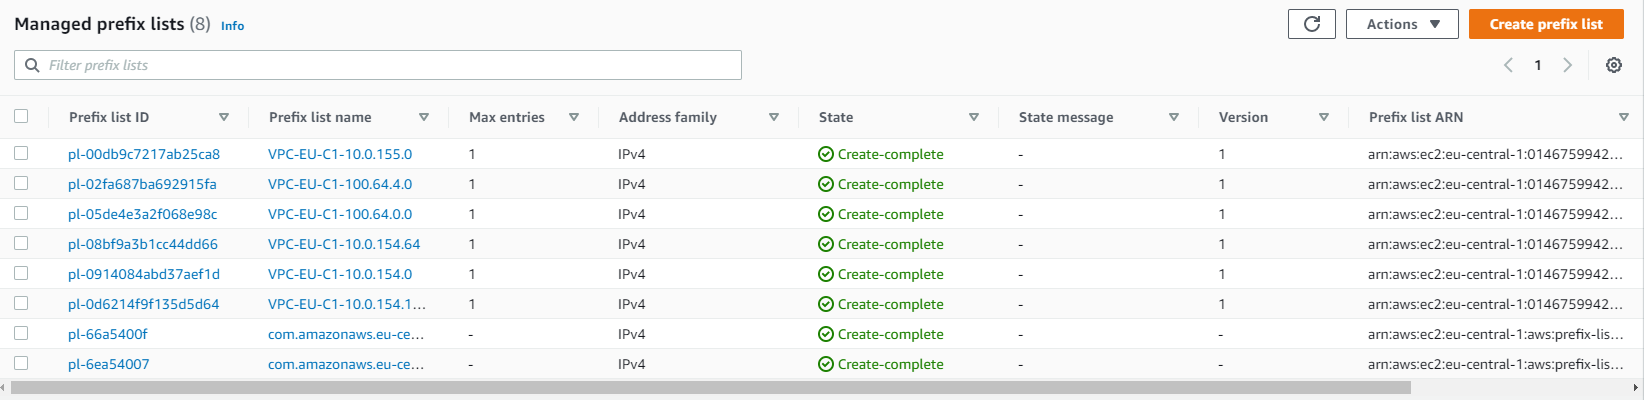 Managed prefix lists (8) Info
Actions
Create prefix list
Filter prefix lists
1
Prefix list ID Prefix list name Max entries Address family State State message Version Prefix list ARN
pl-00db9c7217ab25ca8 VPC-EU-C1-10.0.155.0 1 IPv4 Create-complete - 1 arn:aws:ec2:eu-central-1:0146759942...
pl-02fa687ba692915fa VPC-EU-C1-100.64.4.0 1 IPv4 Create-complete - 1 arn:aws:ec2:eu-central-1:0146759942...
pl-05de4e3a2f068e98c VPC-EU-C1-100.64.0.0 1 IPv4 Create-complete - 1 arn:aws:ec2:eu-central-1:0146759942...
pl-08bf9a3b1cc44dd66 VPC-EU-C1-10.0.154.64 1 IPv4 Create-complete - 1 arn:aws:ec2:eu-central-1:0146759942...
pl-0914084abd37aef1d VPC-EU-C1-10.0.154.0 1 IPv4 Create-complete - 1 arn:aws:ec2:eu-central-1:0146759942...
pl-0d6214f9f135d5d64 VPC-EU-C1-10.0.154.1... 1 IPv4 Create-complete - 1 arn:aws:ec2:eu-central-1:0146759942...
pl-66a5400f com.amazonaws.eu-ce... - IPv4 Create-complete - - arn:aws:ec2:eu-central-1:aws:prefix-lis...
pl-6ea54007 com.amazonaws.eu-ce... - IPv4 Create-complete - - arn:aws:ec2:eu-central-1:aws:prefix-lis...